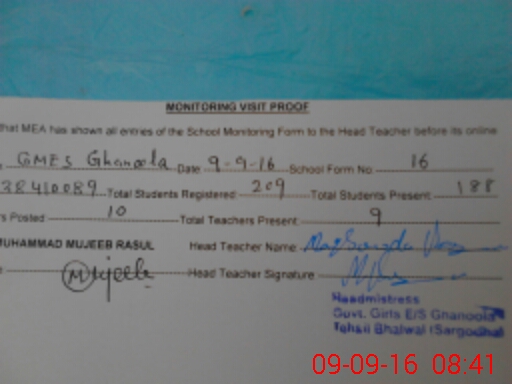 MONITORING VISIT PROOF
that MEA has shown all entries of the School Monitoring Form to the Head Teacher before its online
GMES Ghanoola Date 9-9-16 School Form No. 16
38410089 Total Students Registered 209 Total Students Present 188
rs Posted 10 Total Teachers Present 9
MUHAMMAD MUJEEB RASUL Head Teacher Name
Mujeeb Head Teacher Signature
Headmistress
Govt. Girls E/S Ghanoola
Tehsil Bhalwal (Sargodha)
09-09-16 08:41